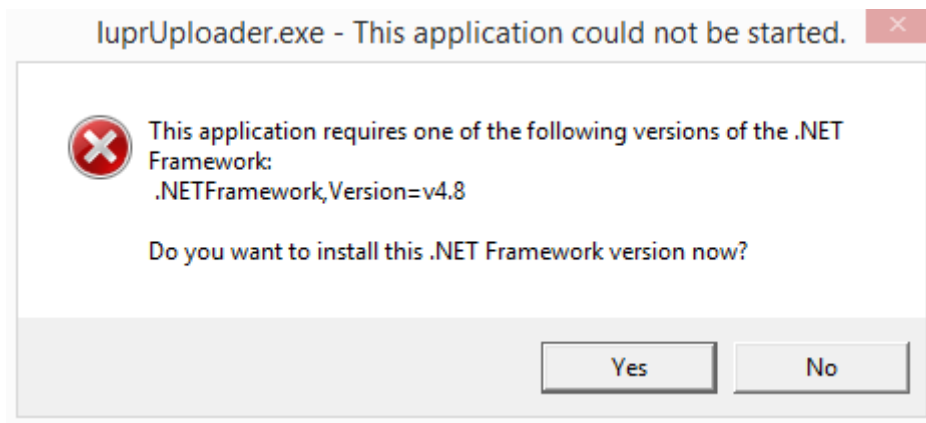 IuprUploader.exe - This application could not be started.
This application requires one of the following versions of the .NET
Framework:
.NETFramework,Version=v4.8
Do you want to install this .NET Framework version now?
Yes
No